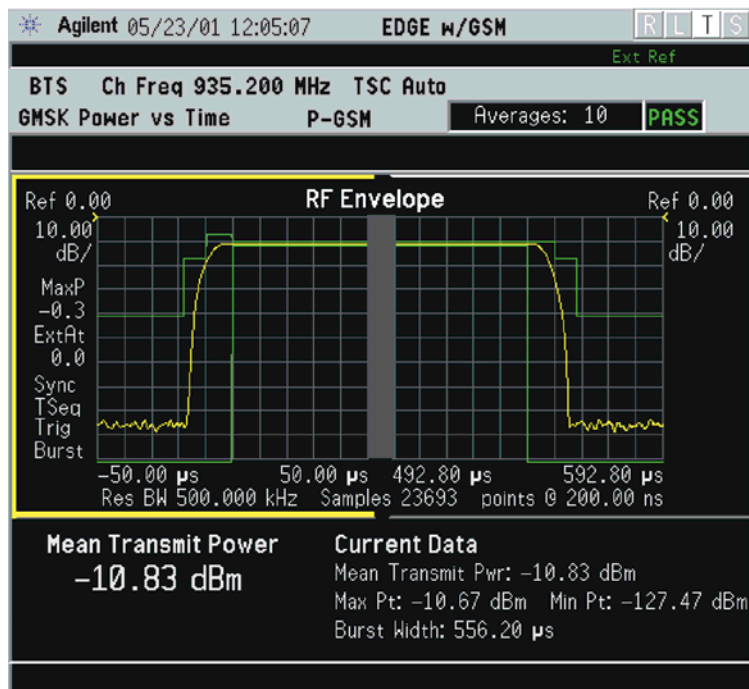 Agilent 05/23/01 12:05:07 EDGE w/GSM R L T S
Ext Ref
BTS Ch Freq 935.200 MHz TSC Auto
GMSK Power vs Time P-GSM Averages: 10 PASS
Ref 0.00 RF Envelope Ref 0.00
10.00 10.00
dB/ dB/
MaxP
-0.3
ExtAt
0.0
Sync
TSeq
Trig
Burst
-50.00 µs 50.00 µs 492.80 µs 592.80 µs
Res BW 500.000 kHz Samples 23693 points @ 200.00 ns
Mean Transmit Power Current Data
-10.83 dBm Mean Transmit Pwr: -10.83 dBm
Max Pt: -10.67 dBm Min Pt: -127.47 dBm
Burst Width: 556.20 µs